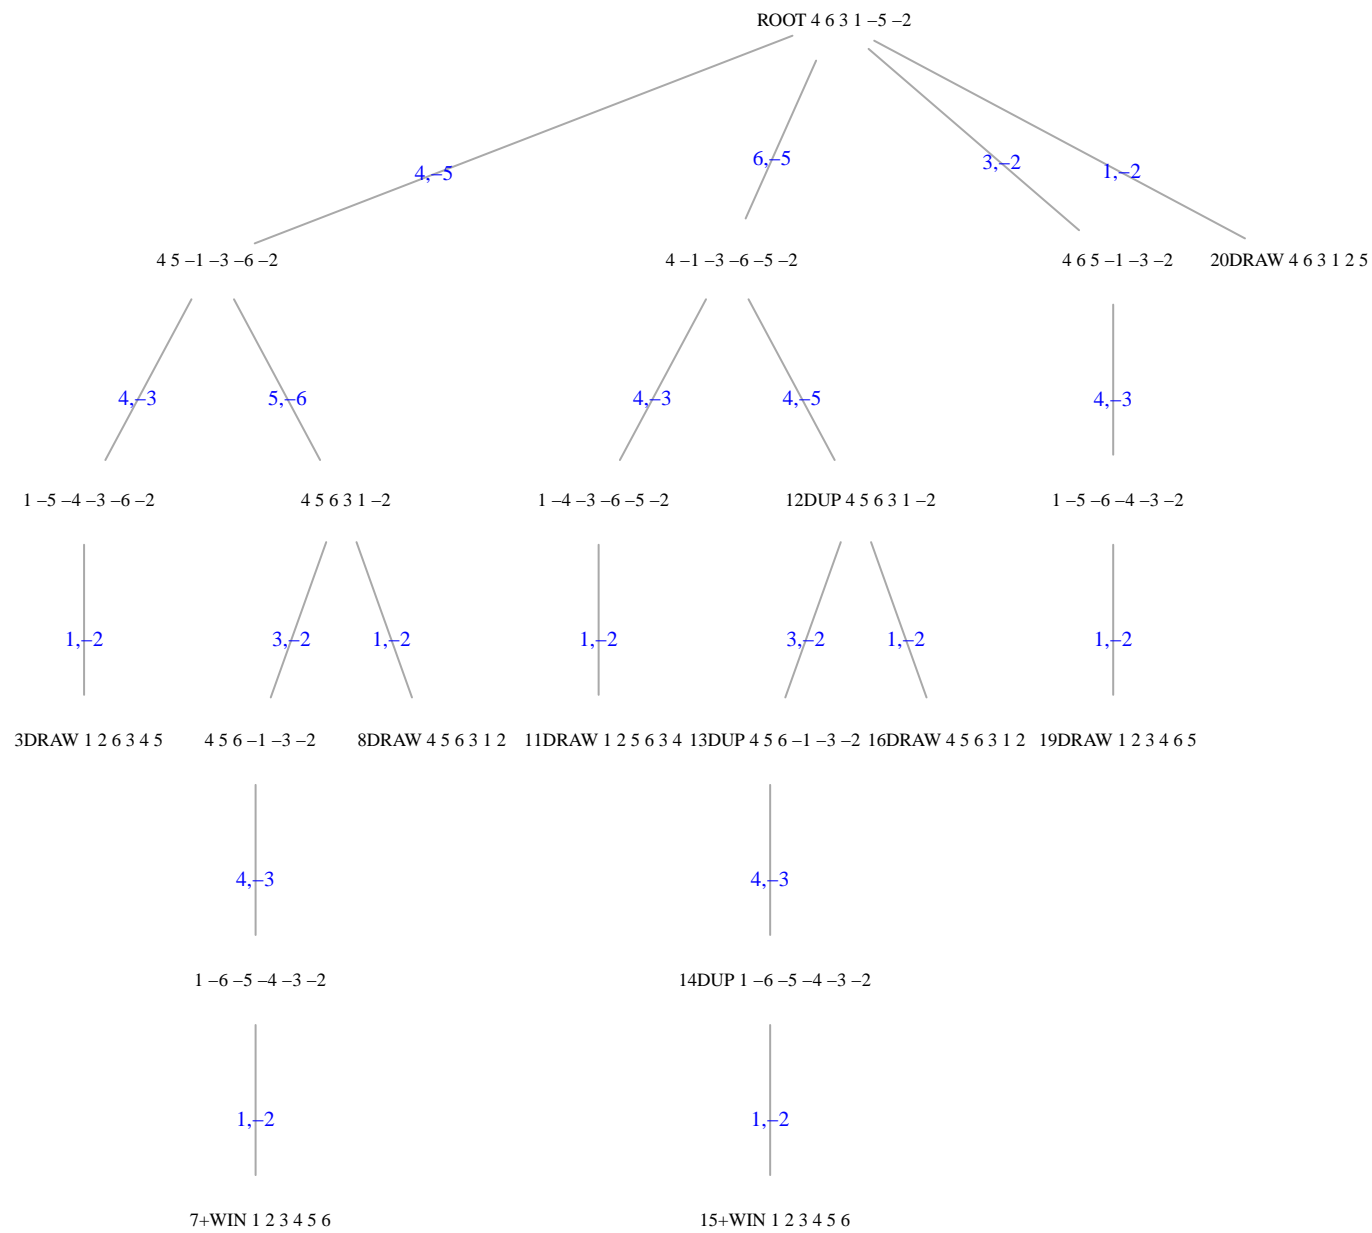 ROOT 4 6 3 1 –5 –2
4,–5
6,–5
3,–2
1,–2
4 5 –1 –3 –6 –2
4 –1 –3 –6 –5 –2
4 6 5 –1 –3 –2
20DRAW 4 6 3 1 2 5
4,–3
5,–6
4,–3
4,–5
4,–3
1 –5 –4 –3 –6 –2
4 5 6 3 1 –2
1 –4 –3 –6 –5 –2
12DUP 4 5 6 3 1 –2
1 –5 –6 –4 –3 –2
1,–2
3,–2
1,–2
1,–2
3,–2
1,–2
1,–2
3DRAW 1 2 6 3 4 5
4 5 6 –1 –3 –2
8DRAW 4 5 6 3 1 2
11DRAW 1 2 5 6 3 4
13DUP 4 5 6 –1 –3 –2
16DRAW 4 5 6 3 1 2
19DRAW 1 2 3 4 6 5
4,–3
4,–3
1 –6 –5 –4 –3 –2
14DUP 1 –6 –5 –4 –3 –2
1,–2
1,–2
7+WIN 1 2 3 4 5 6
15+WIN 1 2 3 4 5 6